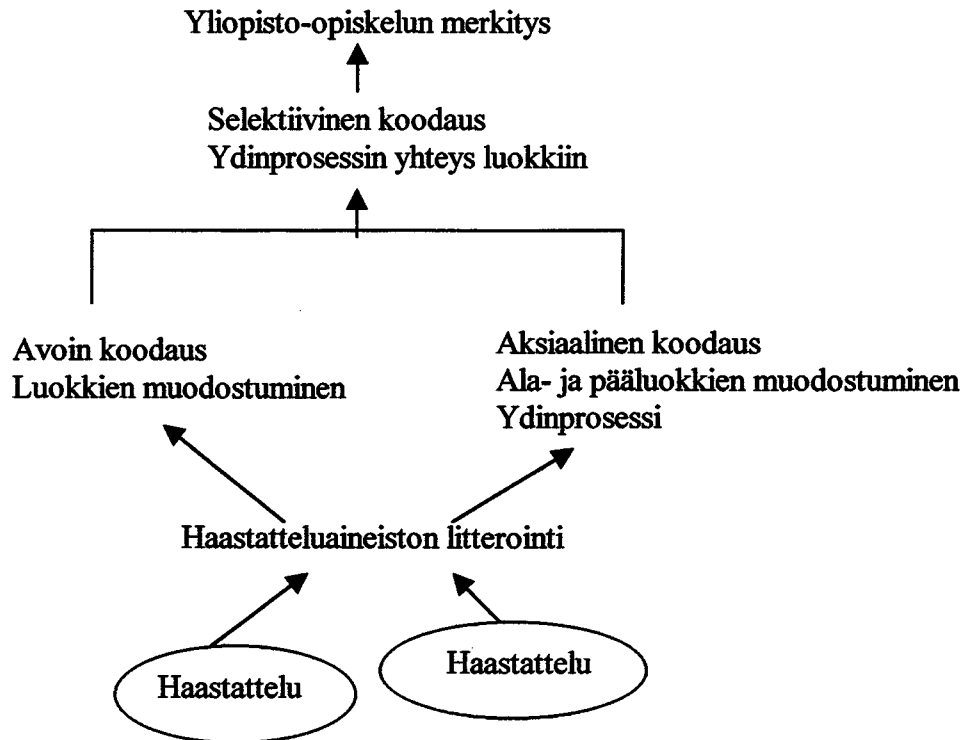 Yliopisto-opiskelun merkitys
Selektiivinen koodaus
Ydinprosessin yhteys luokkiin
Avoin koodaus
Luokkien muodostuminen
Aksiaalinen koodaus
Ala- ja pääluokkien muodostuminen
Ydinprosessi
Haastatteluaineiston litterointi
Haastattelu
Haastattelu